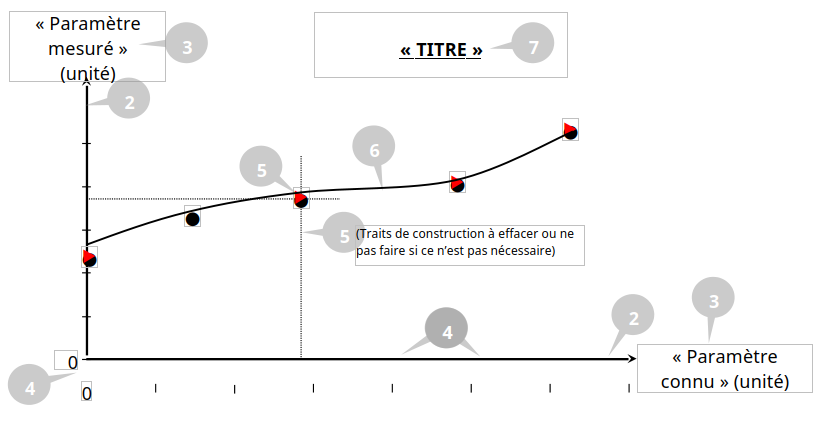 « Paramètre
mesuré »
(unité)
3
« TITRE »
7
2
6
5
5
(Traits de construction à effacer ou ne
pas faire si ce n’est pas nécessaire)
3
2
4
« Paramètre
connu » (unité)
0
4
0